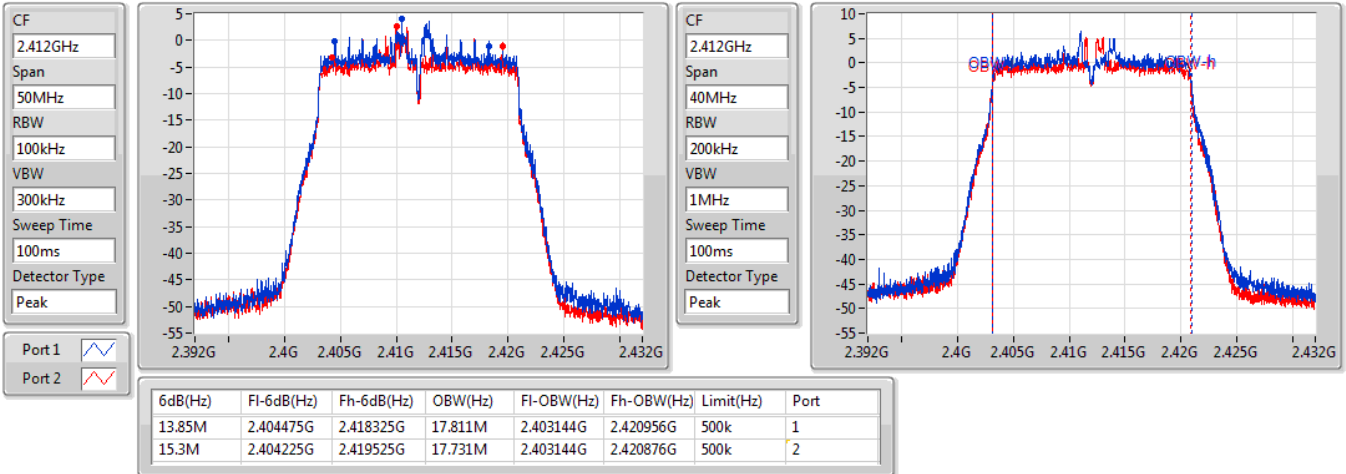 CF
2.412GHz
Span
50MHz
RBW
100kHz
VBW
300kHz
Sweep Time
100ms
Detector Type
Peak
Port 1
Port 2
5
0
-5
-10
-15
-20
-25
-30
-35
-40
-45
-50
-55
2.392G 2.4G 2.405G 2.41G 2.415G 2.42G 2.425G 2.432G
CF
2.412GHz
Span
40MHz
RBW
200kHz
VBW
1MHz
Sweep Time
100ms
Detector Type
Peak
10
5
0
-5
-10
-15
-20
-25
-30
-35
-40
-45
-50
-55
OBW-h
2.392G 2.4G 2.405G 2.41G 2.415G 2.42G 2.425G 2.432G
6dB(Hz) Fl-6dB(Hz) Fh-6dB(Hz) OBW(Hz) Fl-OBW(Hz) Fh-OBW(Hz) Limit(Hz) Port
13.85M 2.404475G 2.418325G 17.811M 2.403144G 2.420956G 500k 1
15.3M 2.404225G 2.419525G 17.731M 2.403144G 2.420876G 500k 2